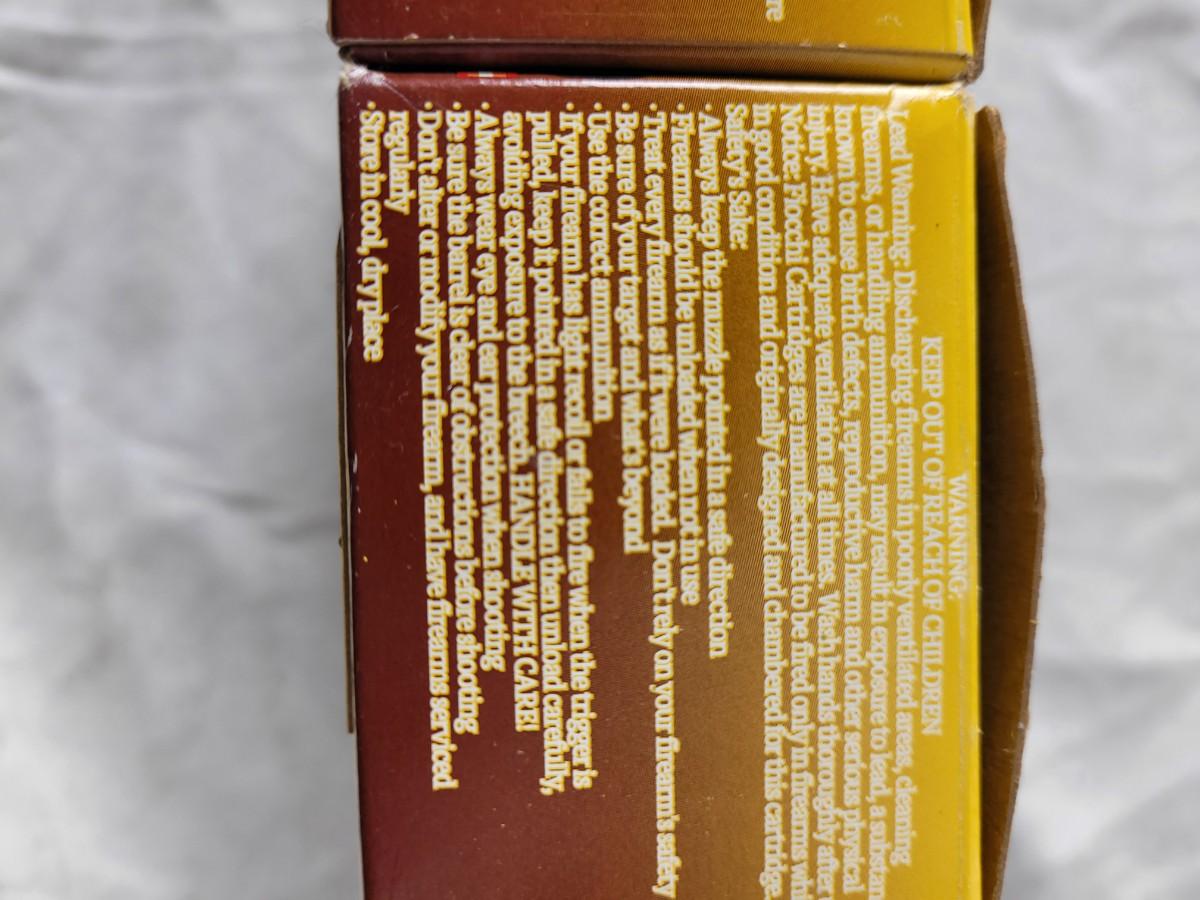 WARNING:
KEEP OUT OF REACH OF CHILDREN
Lead Warning: Discharging firearms in poorly ventilated areas, cleaning
firearms, or handling ammunition, may result in exposure to lead, a substan
known to cause birth defects, reproductive harm and other serious physical
injury. Have adequate ventilation at all times. Wash hands thoroughly after
Notice: Fiocchi Cartridges are manufactured to be fired only in firearms whi
in good condition and originally designed and chambered for this cartridge.
Safety's Sake:
· Always keep the muzzle pointed in a safe direction
· Firearms should be unloaded when not in use
· Treat every firearm as if it were loaded. Don't rely on your firearm's safety
· Be sure of your target and what's beyond
· Use the correct ammunition
· If your firearm has light recoil or fails to fire when the trigger is
pulled, keep it pointed in a safe direction then unload carefully,
avoiding exposure to the breech. HANDLE WITH CARE!
· Always wear eye and ear protection when shooting
· Be sure the barrel is clear of obstructions before shooting
· Don't alter or modify your firearm, and have firearms serviced
regularly
· Store in cool, dry place